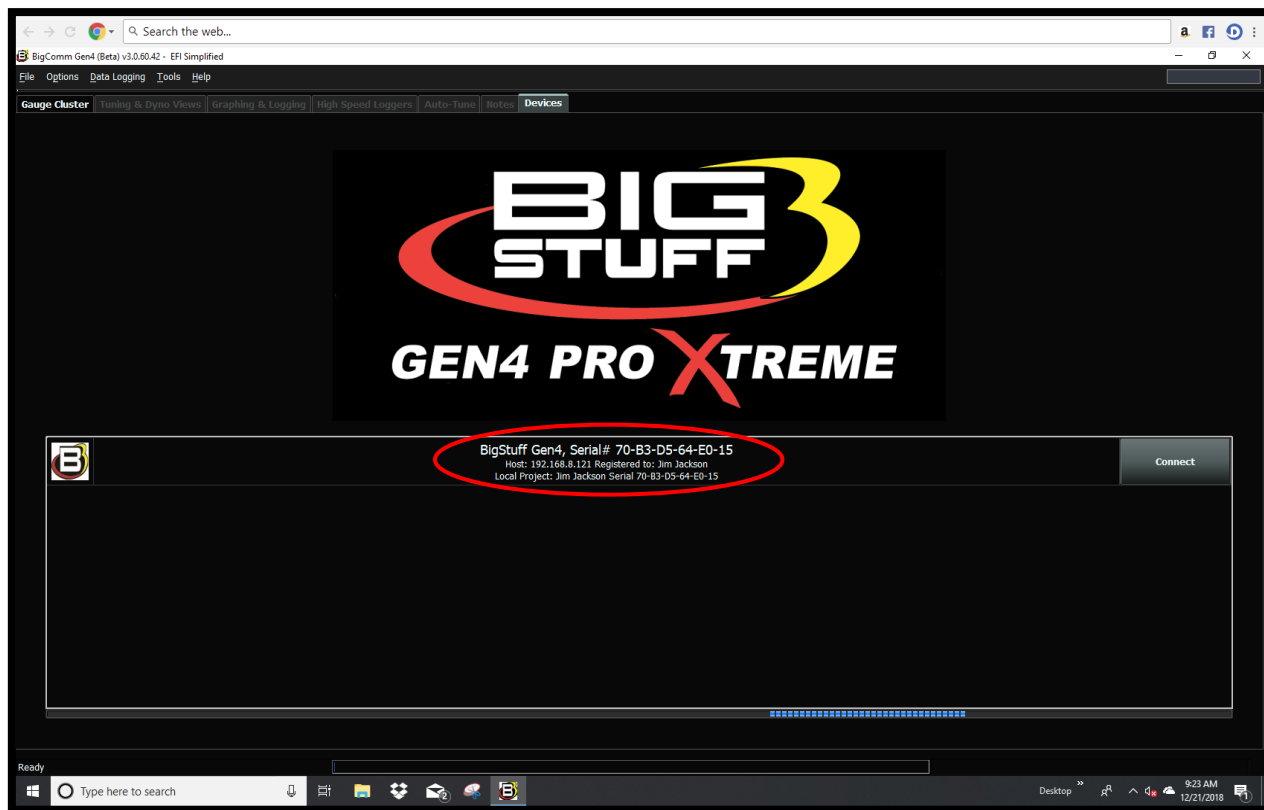 Search the web...
BigComm Gen4 (Beta) v3.0.60.42 - EFI Simplified
File Options Data Logging Tools Help
Gauge Cluster Tuning & Dyno Views Graphing & Logging High Speed Loggers Auto-Tune Notes Devices
BIG
STUFF 3
GEN4 PRO XTREME
BigStuff Gen4, Serial# 70-B3-D5-64-E0-15
Host: 192.168.8.121 Registered to: Jim Jackson
Local Project: Jim Jackson Serial 70-B3-D5-64-E0-15
Connect
Ready
Type here to search
2
Desktop
9:23 AM
12/21/2018
1